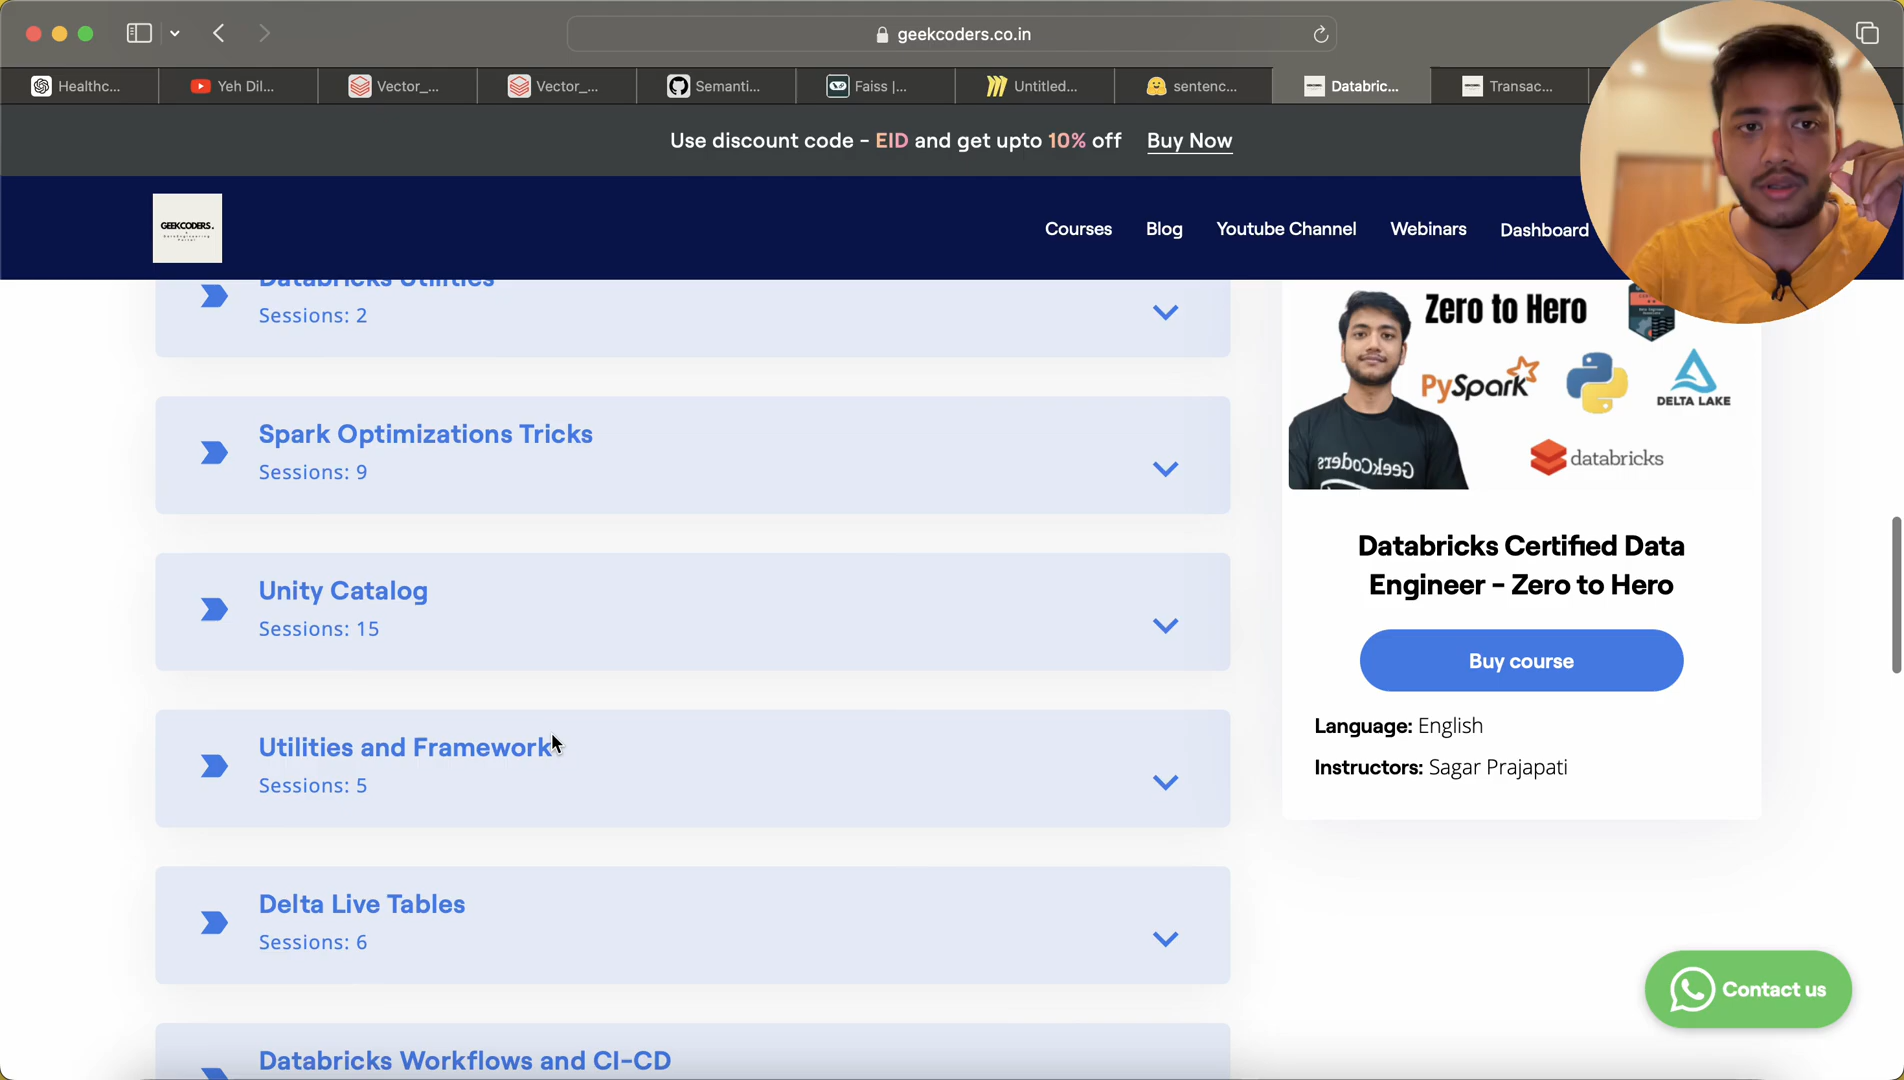 geekcoders.co.in
Healthc...
Yeh Dil...
Vector_...
Vector_...
Semanti...
Faiss |...
Untitled...
sentenc...
Databric...
Transac...
Use discount code - EID and get upto 10% off Buy Now
GEEKCODERS.
Courses
Blog
Youtube Channel
Webinars
Dashboard
Databricks Utilities
Sessions: 2
Spark Optimizations Tricks
Sessions: 9
Unity Catalog
Sessions: 15
Utilities and Framework
Sessions: 5
Delta Live Tables
Sessions: 6
Databricks Workflows and CI-CD
Zero to Hero
PySpark
DELTA LAKE
GeekCoders
databricks
Databricks Certified Data
Engineer - Zero to Hero
Buy course
Language: English
Instructors: Sagar Prajapati
Contact us